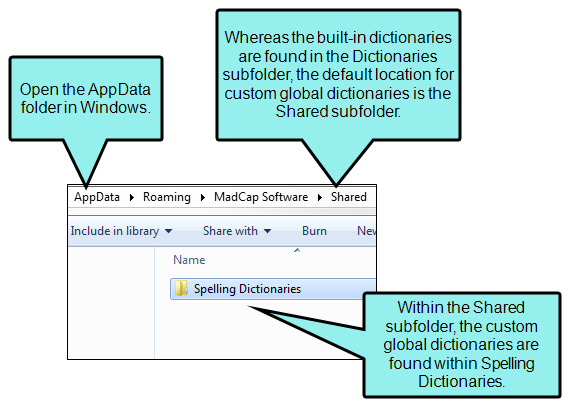 Whereas the built-in dictionaries
are found in the Dictionaries
subfolder, the default location for
custom global dictionaries is the
Shared subfolder.
Open the AppData
folder in Windows.
AppData Roaming MadCap Software Shared
Include in library Share with Burn Nev
Name
Spelling Dictionaries
Within the Shared
subfolder, the custom
global dictionaries are
found within Spelling
Dictionaries.